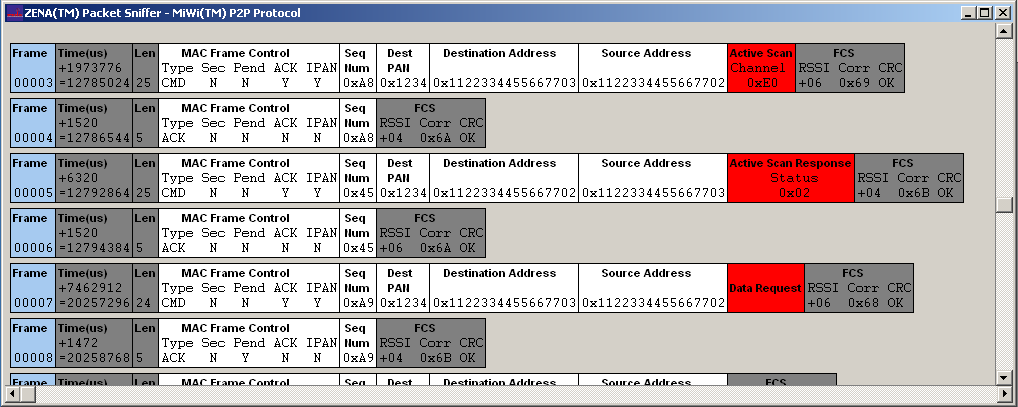 ZENA(TM) Packet Sniffer - MiWi(TM) P2P Protocol
Frame Time(us) Len MAC Frame Control Seq Dest Destination Address Source Address Active Scan FCS
+1973776 Type Sec Pend ACK IPAN Num PAN Channel RSSI Corr CRC
00003 =12785024 25 CMD N N Y Y 0xA8 0x1234 0x1122334455667703 0x1122334455667702 0xE0 +06 0x69 OK
Frame Time(us) Len MAC Frame Control Seq FCS
+1520 Type Sec Pend ACK IPAN Num RSSI Corr CRC
00004 =12786544 5 ACK N N N N 0xA8 +04 0x6A OK
Frame Time(us) Len MAC Frame Control Seq Dest Destination Address Source Address Active Scan Response FCS
+6320 Type Sec Pend ACK IPAN Num PAN Status RSSI Corr CRC
00005 =12792864 25 CMD N N Y Y 0x45 0x1234 0x1122334455667702 0x1122334455667703 0x02 +04 0x6B OK
Frame Time(us) Len MAC Frame Control Seq FCS
+1520 Type Sec Pend ACK IPAN Num RSSI Corr CRC
00006 =12794384 5 ACK N N N N 0x45 +06 0x6A OK
Frame Time(us) Len MAC Frame Control Seq Dest Destination Address Source Address Data Request FCS
+7462912 Type Sec Pend ACK IPAN Num PAN RSSI Corr CRC
00007 =20257296 24 CMD N N Y Y 0xA9 0x1234 0x1122334455667703 0x1122334455667702 +06 0x68 OK
Frame Time(us) Len MAC Frame Control Seq FCS
+1472 Type Sec Pend ACK IPAN Num RSSI Corr CRC
00008 =20258768 5 ACK N Y N N 0xA9 +04 0x6B OK
Frame Time(us) Len MAC Frame Control Seq Dest Destination Address Source Address FCS